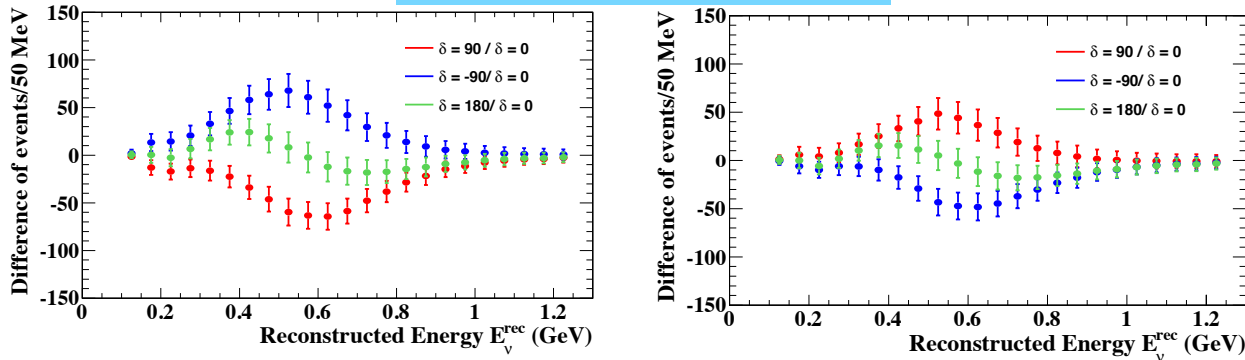 Difference of events/50 MeV
150
100
50
0
-50
-100
-150
δ = 90 / δ = 0
δ = -90/ δ = 0
δ = 180/ δ = 0
0 0.2 0.4 0.6 0.8 1 1.2
Reconstructed Energy E_ν^rec (GeV)
Difference of events/50 MeV
150
100
50
0
-50
-100
-150
δ = 90 / δ = 0
δ = -90/ δ = 0
δ = 180/ δ = 0
0 0.2 0.4 0.6 0.8 1 1.2
Reconstructed Energy E_ν^rec (GeV)